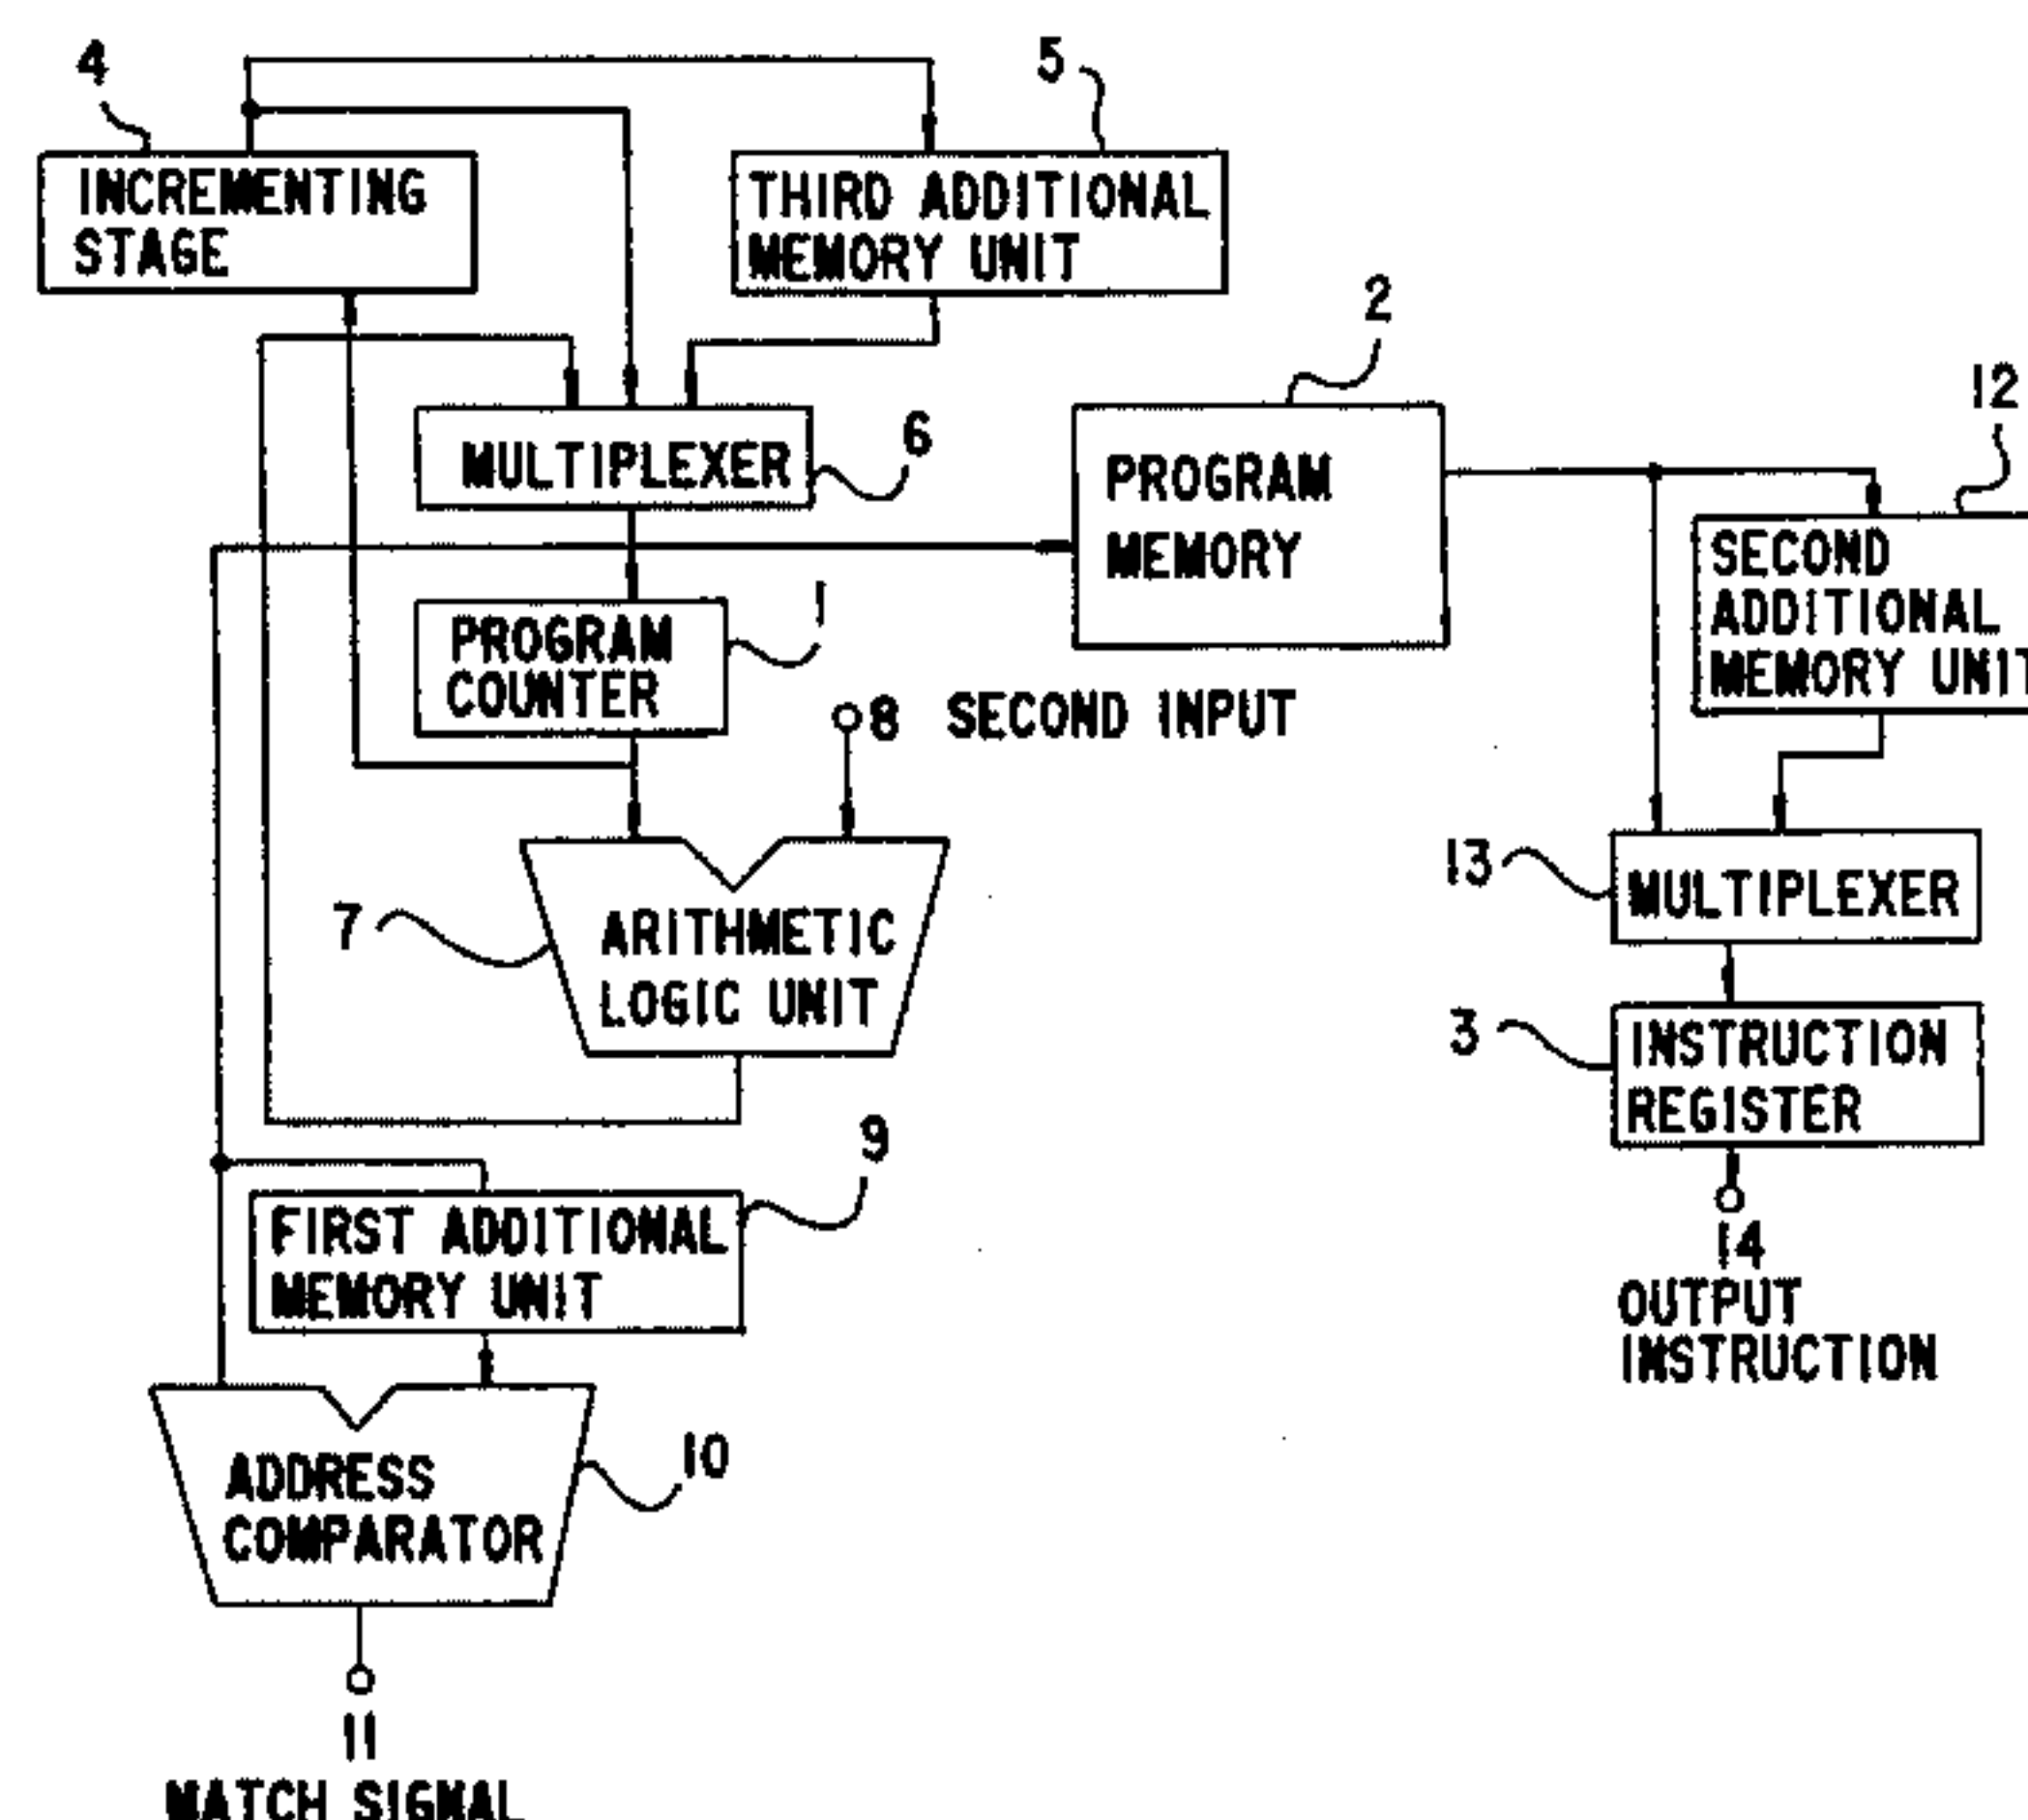 4
5
INCREMENTING
STAGE
THIRD ADDITIONAL
MEMORY UNIT
2
12
6
MULTIPLEXER
PROGRAM
MEMORY
SECOND
ADDITIONAL
MEMORY UNIT
1
PROGRAM
COUNTER
8 SECOND INPUT
13
MULTIPLEXER
7
ARITHMETIC
LOGIC UNIT
3
INSTRUCTION
REGISTER
9
FIRST ADDITIONAL
MEMORY UNIT
14
OUTPUT
INSTRUCTION
10
ADDRESS
COMPARATOR
11
MATCH SIGNAL